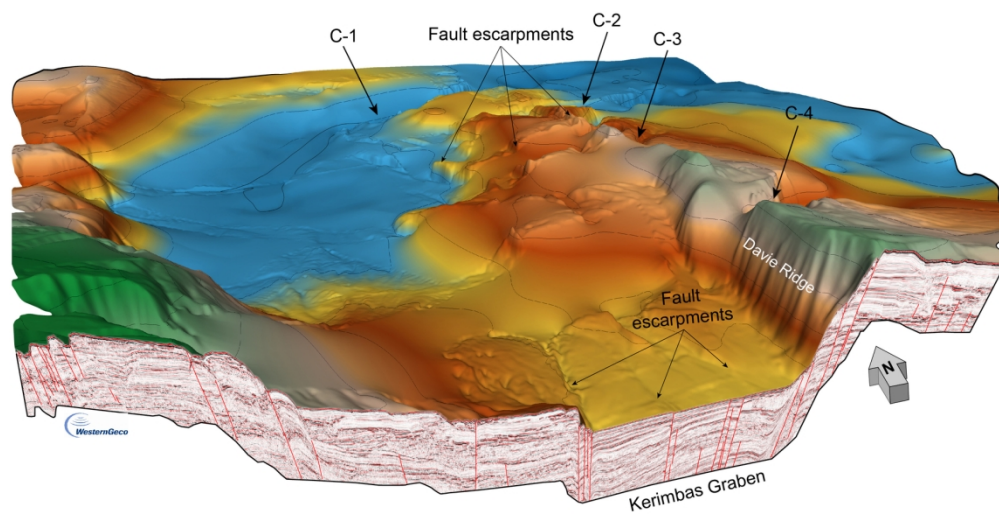 C-1
Fault escarpments
C-2
C-3
C-4
Davie Ridge
Fault
escarpments
N
WesternGeco
Kerimbas Graben